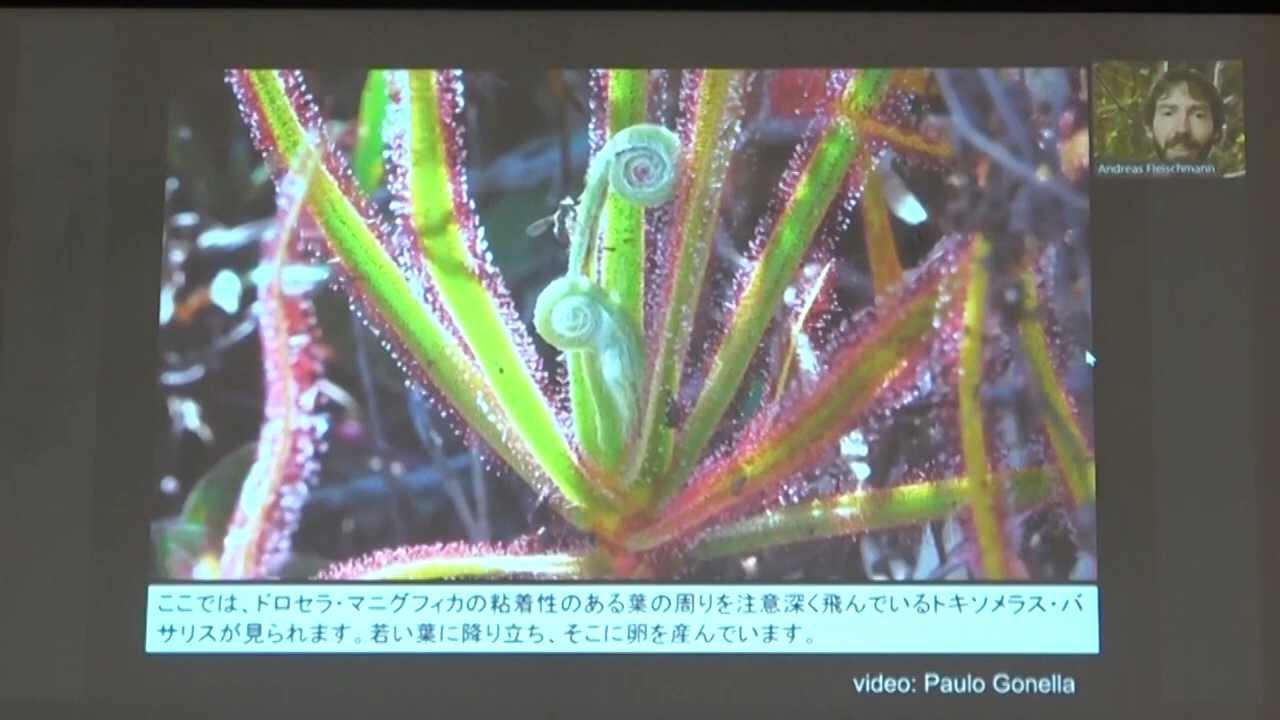 Andreas Fleischmann
ここでは、ドロセラ・マニグフィカの粘着性のある葉の周りを注意深く飛んでいるトキソメラス・バ
サリスが見られます。若い葉に降り立ち、そこに卵を産んでいます。
video: Paulo Gonella